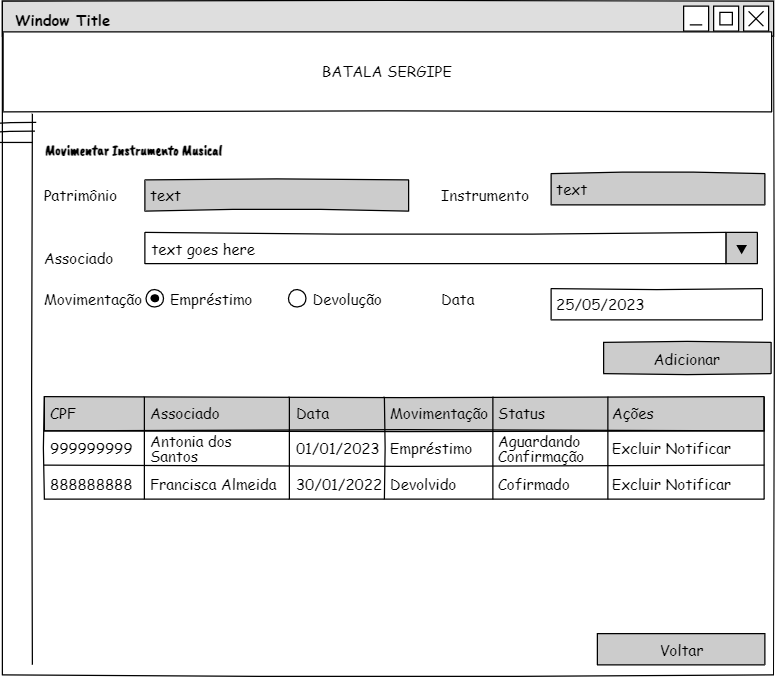 Window Title
BATALA SERGIPE
Movimentar Instrumento Musical
Patrimônio text Instrumento text
Associado text goes here
Movimentação Empréstimo Devolução Data 25/05/2023
Adicionar
CPF Associado Data Movimentação Status Ações
999999999 Antonia dos Santos 01/01/2023 Empréstimo Aguardando Confirmação Excluir Notificar
888888888 Francisca Almeida 30/01/2022 Devolvido Cofirmado Excluir Notificar
Voltar